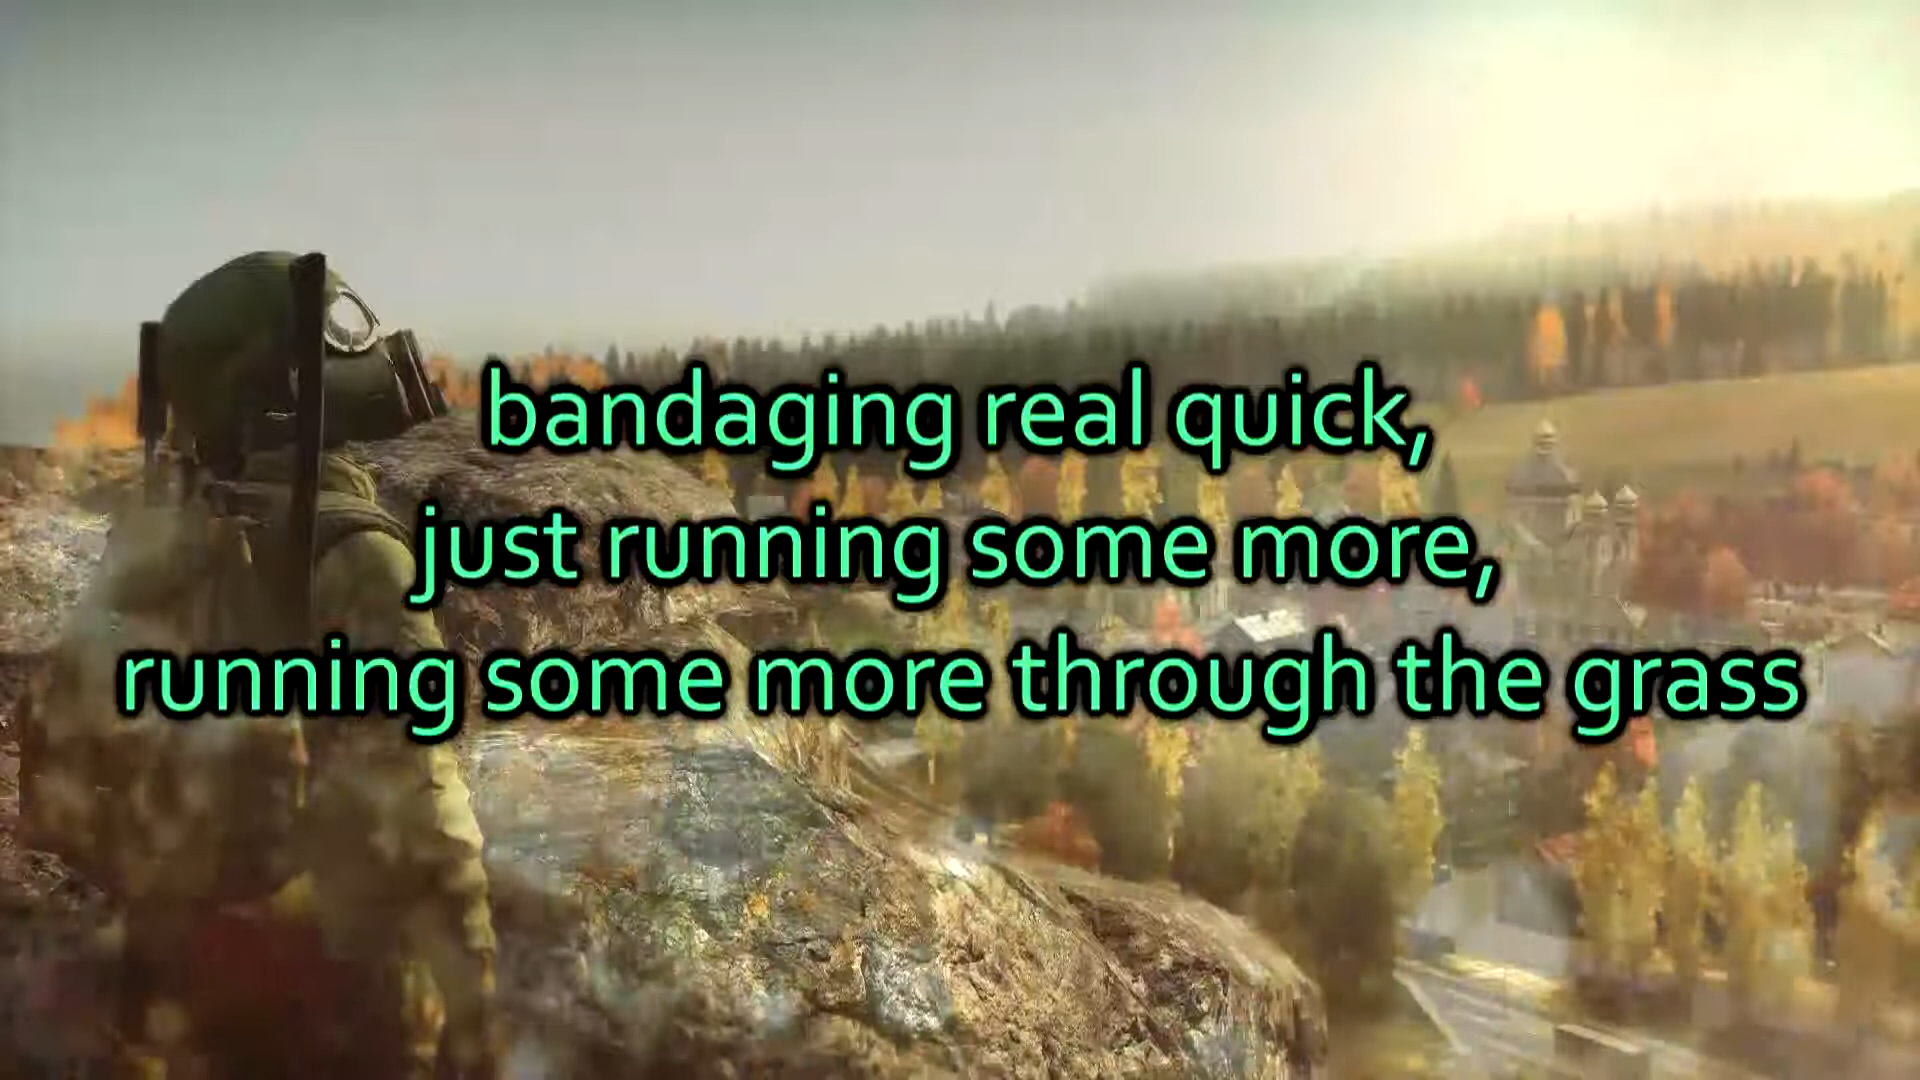 bandaging real quick,
just running some more,
running some more through the grass